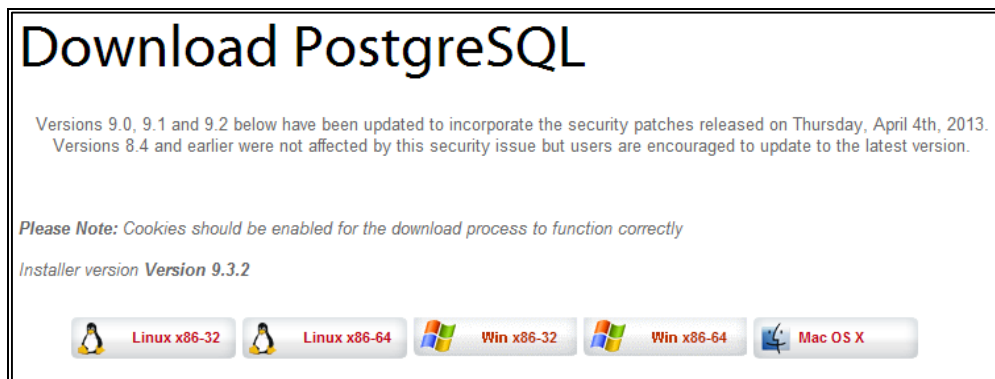 Download PostgreSQL
Versions 9.0, 9.1 and 9.2 below have been updated to incorporate the security patches released on Thursday, April 4th, 2013.
Versions 8.4 and earlier were not affected by this security issue but users are encouraged to update to the latest version.
Please Note: Cookies should be enabled for the download process to function correctly
Installer version Version 9.3.2
Linux x86-32 Linux x86-64 Win x86-32 Win x86-64 Mac OS X